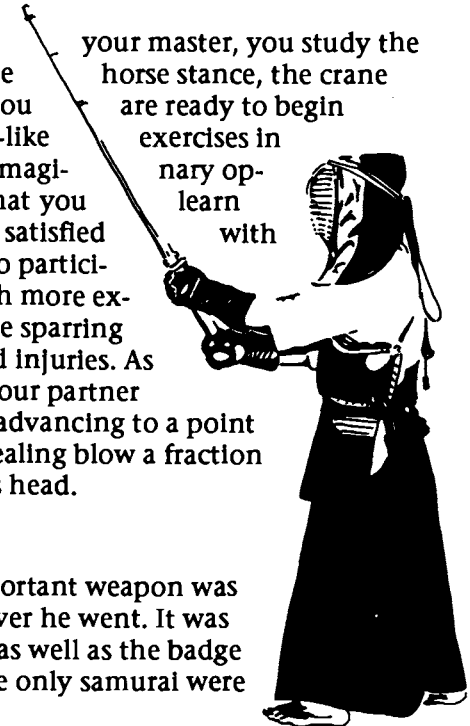 your master, you study the
e horse stance, the crane
ou are ready to begin
-like exercises in
magi- nary op-
hat you learn
satisfied with
o partici-
h more ex-
e sparring
d injuries. As
our partner
advancing to a point
ealing blow a fraction
s head.
portant weapon was
ver he went. It was
as well as the badge
e only samurai were